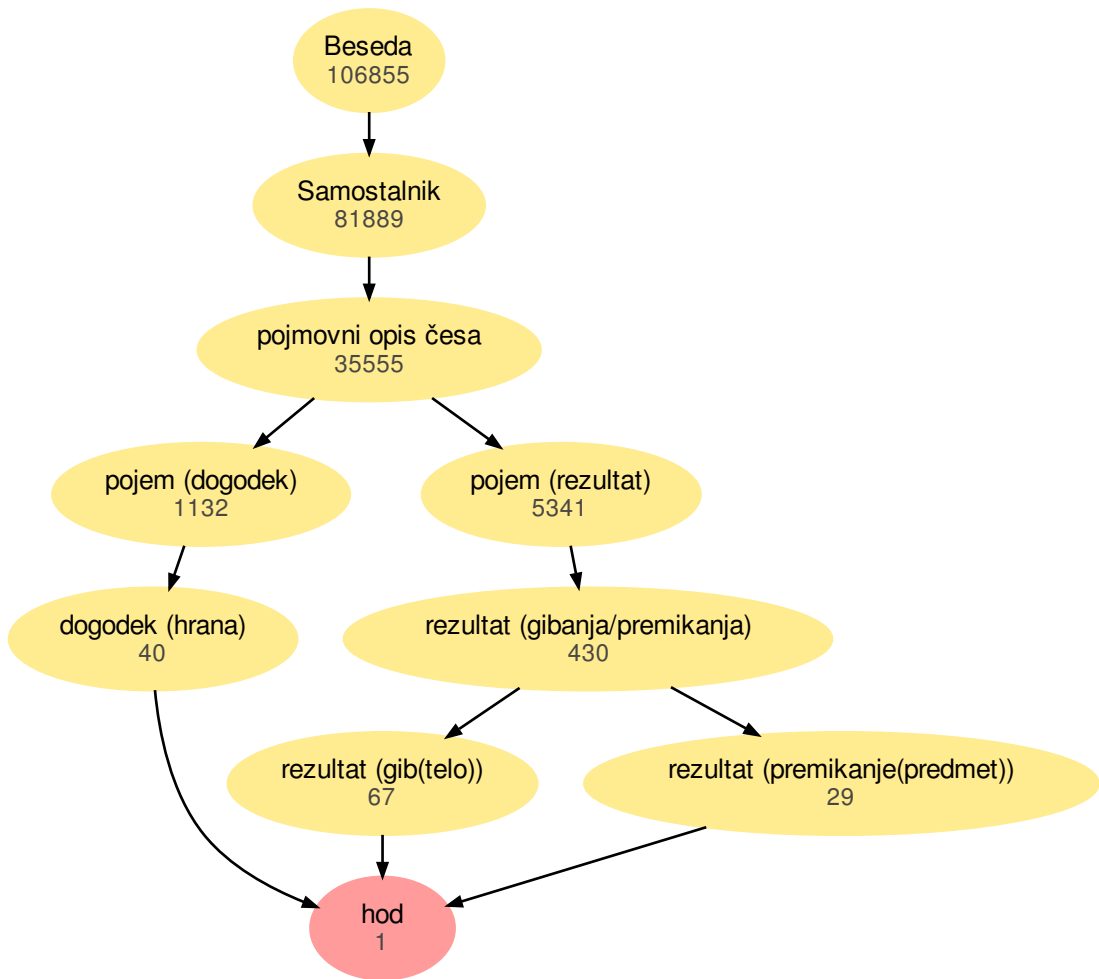 Beseda
106855
Samostalnik
81889
pojmovni opis česa
35555
pojem (dogodek)
1132
pojem (rezultat)
5341
dogodek (hrana)
40
rezultat (gibanja/premikanja)
430
rezultat (gib(telo))
67
rezultat (premikanje(predmet))
29
hod
1